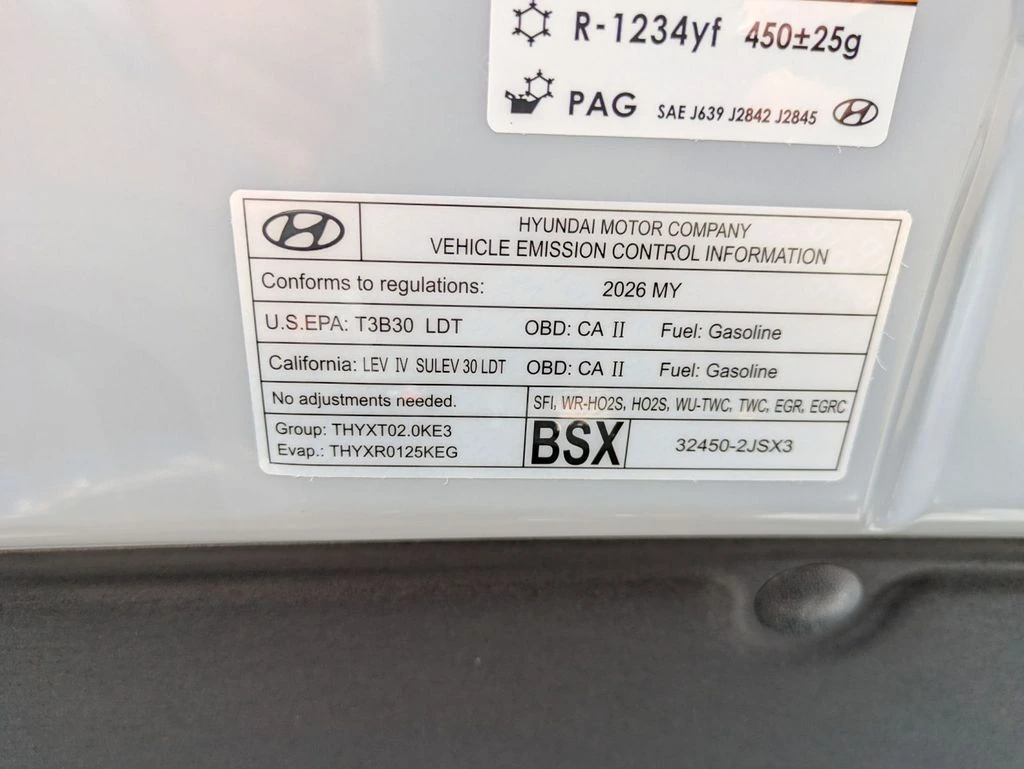 R-1234yf 450±25g
PAG SAE J639 J2842 J2845
HYUNDAI MOTOR COMPANY
VEHICLE EMISSION CONTROL INFORMATION
Conforms to regulations: 2026 MY
U.S.EPA: T3B30 LDT OBD: CA II Fuel: Gasoline
California: LEV IV SULEV 30 LDT OBD: CA II Fuel: Gasoline
No adjustments needed. SFI, WR-HO2S, HO2S, WU-TWC, TWC, EGR, EGRC
Group: THYXT02.0KE3
Evap.: THYXR0125KEG
BSX 32450-2JSX3